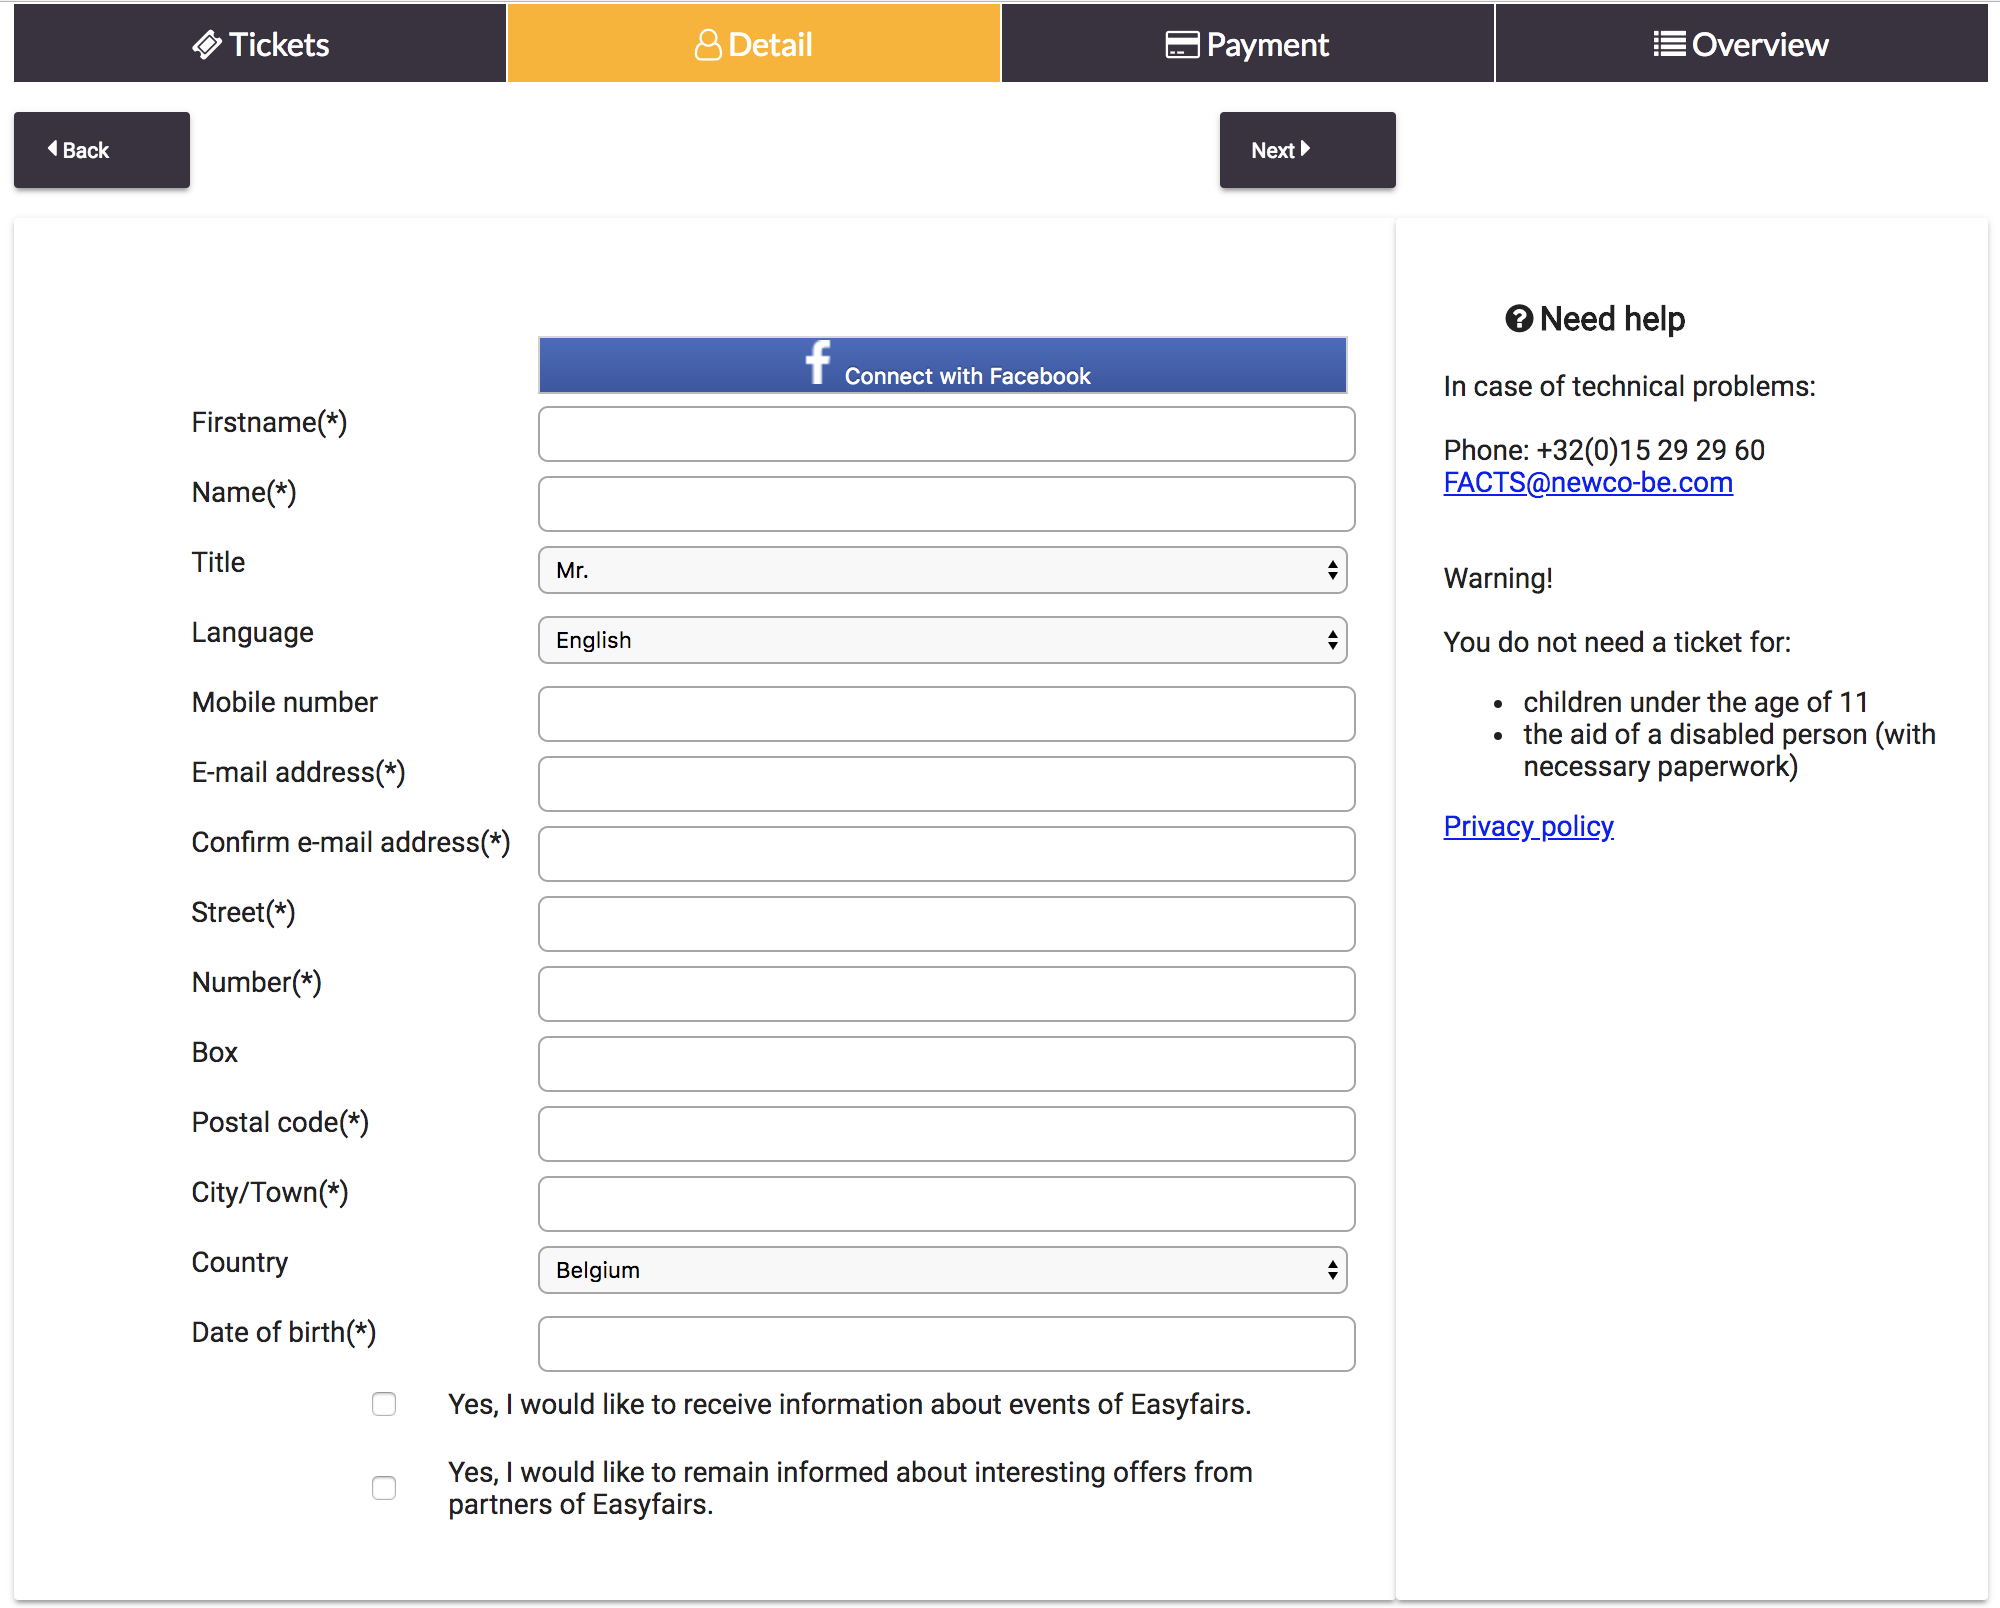 Tickets
Detail
Payment
Overview
Back
Next
Connect with Facebook
Firstname(*)
Name(*)
Title
Mr.
Language
English
Mobile number
E-mail address(*)
Confirm e-mail address(*)
Street(*)
Number(*)
Box
Postal code(*)
City/Town(*)
Country
Belgium
Date of birth(*)
Yes, I would like to receive information about events of Easyfairs.
Yes, I would like to remain informed about interesting offers from
partners of Easyfairs.
Need help
In case of technical problems:
Phone: +32(0)15 29 29 60
FACTS@newco-be.com
Warning!
You do not need a ticket for:
• children under the age of 11
• the aid of a disabled person (with
necessary paperwork)
Privacy policy